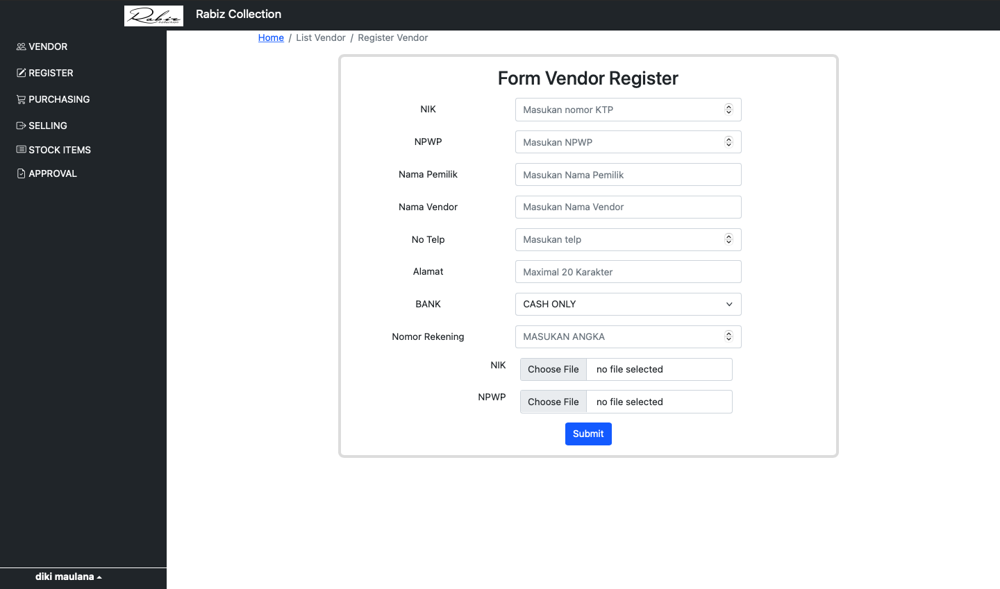 Rabiz Collection
Rabiz Collection
VENDOR
REGISTER
PURCHASING
SELLING
STOCK ITEMS
APPROVAL
diki maulana
Home / List Vendor / Register Vendor
Form Vendor Register
NIK Masukan nomor KTP
NPWP Masukan NPWP
Nama Pemilik Masukan Nama Pemilik
Nama Vendor Masukan Nama Vendor
No Telp Masukan telp
Alamat Maximal 20 Karakter
BANK CASH ONLY
Nomor Rekening MASUKAN ANGKA
NIK Choose File no file selected
NPWP Choose File no file selected
Submit